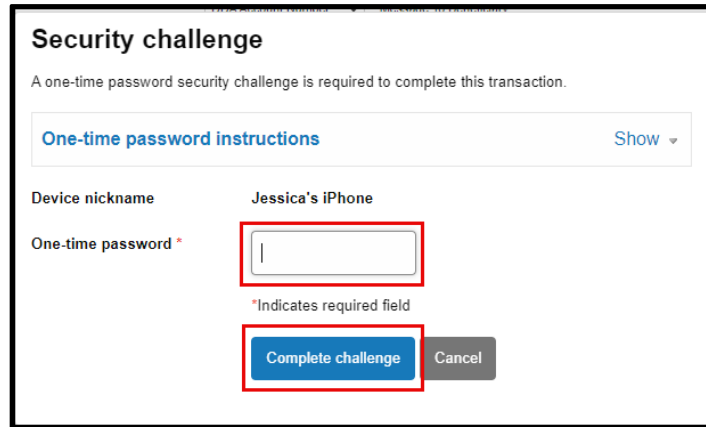 Security challenge
A one-time password security challenge is required to complete this transaction.
One-time password instructions Show
Device nickname Jessica's iPhone
One-time password *
*Indicates required field
Complete challenge Cancel